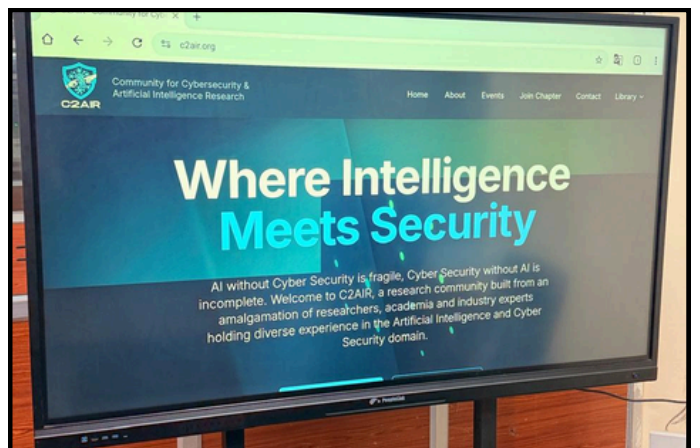 c2air.org
C2AIR
Community for Cybersecurity &
Artificial Intelligence Research
Home About Events Join Chapter Contact Library
Where Intelligence
Meets Security
AI without Cyber Security is fragile, Cyber Security without AI is
incomplete. Welcome to C2AIR, a research community built from an
amalgamation of researchers, academia and industry experts
holding diverse experience in the Artificial Intelligence and Cyber
Security domain.